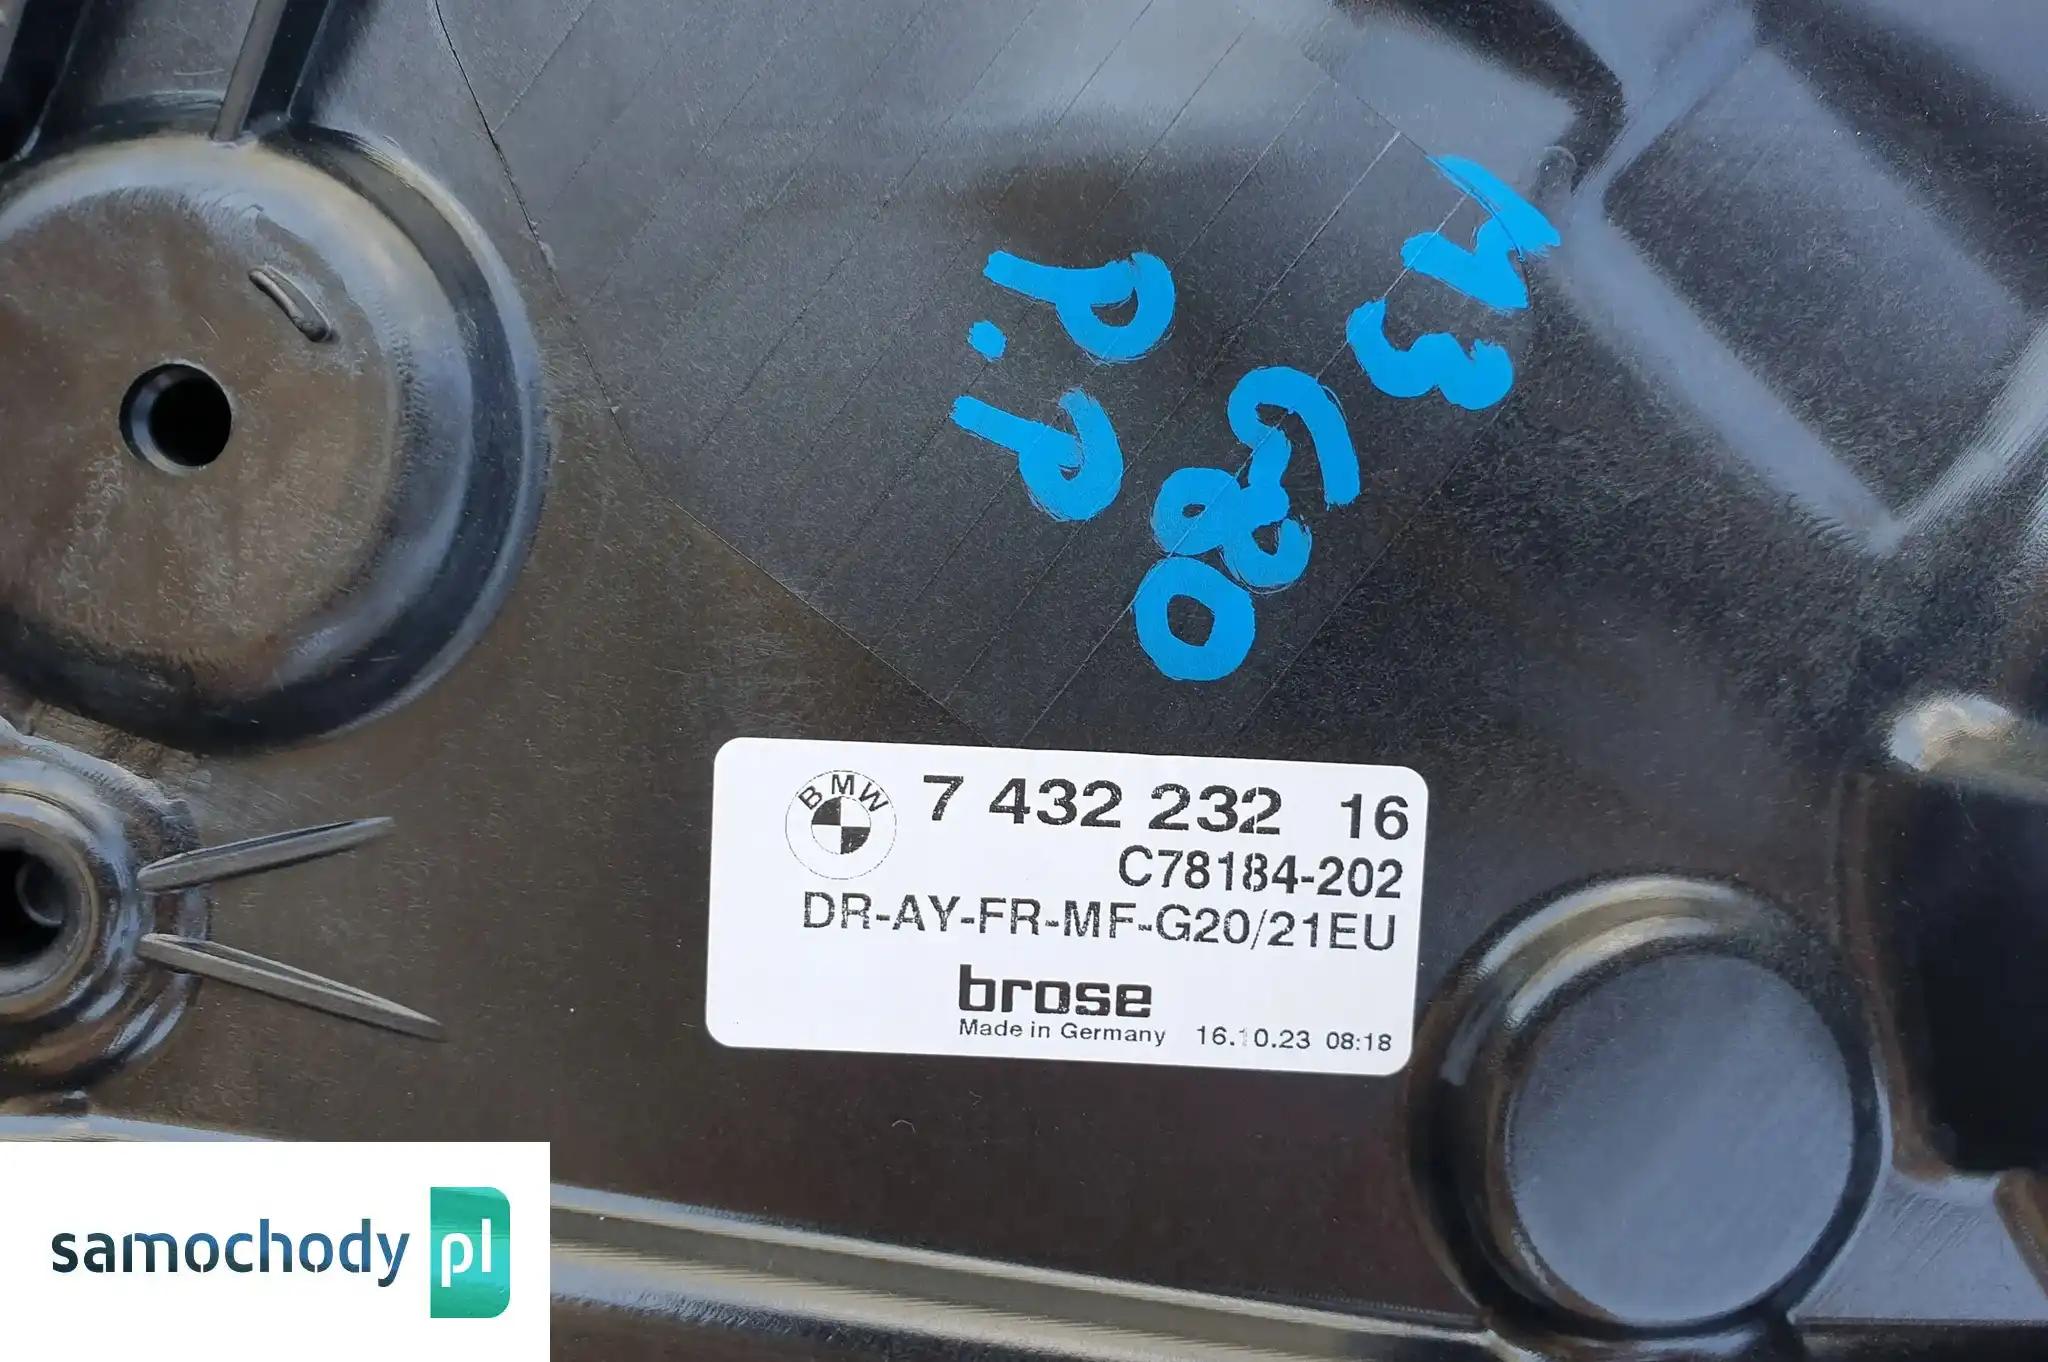 M3
G80
P.P
BMW
7 432 232 16
C78184-202
DR-AY-FR-MF-G20/21EU
brose
Made in Germany 16.10.23 08:18
samochody pl